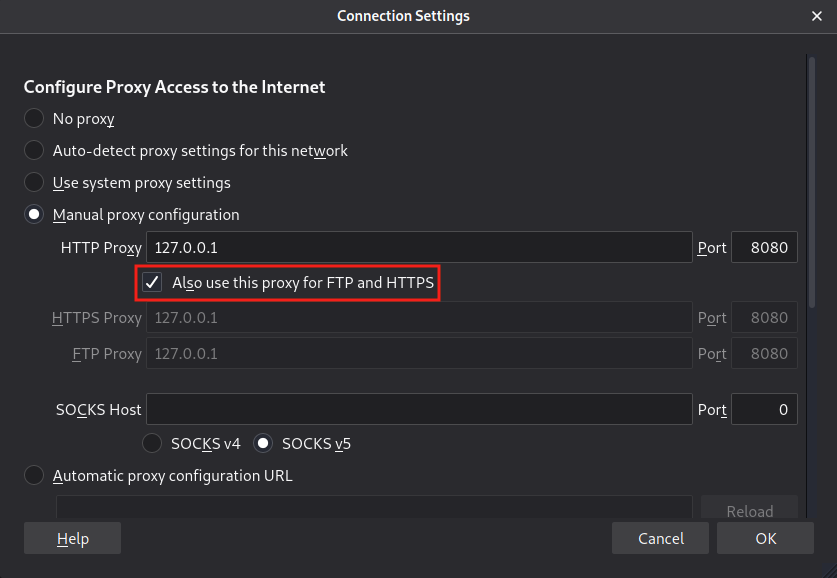 Connection Settings
Configure Proxy Access to the Internet
No proxy
Auto-detect proxy settings for this network
Use system proxy settings
Manual proxy configuration
HTTP Proxy 127.0.0.1 Port 8080
Also use this proxy for FTP and HTTPS
HTTPS Proxy 127.0.0.1 Port 8080
FTP Proxy 127.0.0.1 Port 8080
SOCKS Host Port 0
SOCKS v4 SOCKS v5
Automatic proxy configuration URL
Reload
Help Cancel OK